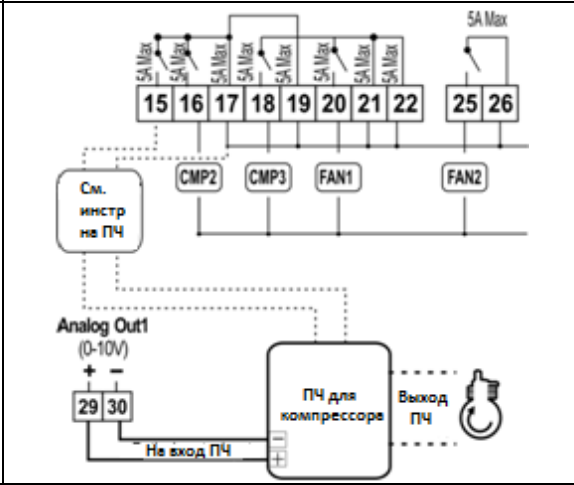 5A Max
5A Max 5A Max 5A Max 5A Max 5A Max 5A Max 5A Max
15 16 17 18 19 20 21 22 25 26
CMP2 CMP3 FAN1 FAN2
См.
инстр
на ПЧ
Analog Out1
(0-10V)
+ −
29 30
ПЧ для
компрессора
Выход
ПЧ
−
+
На вход ПЧ